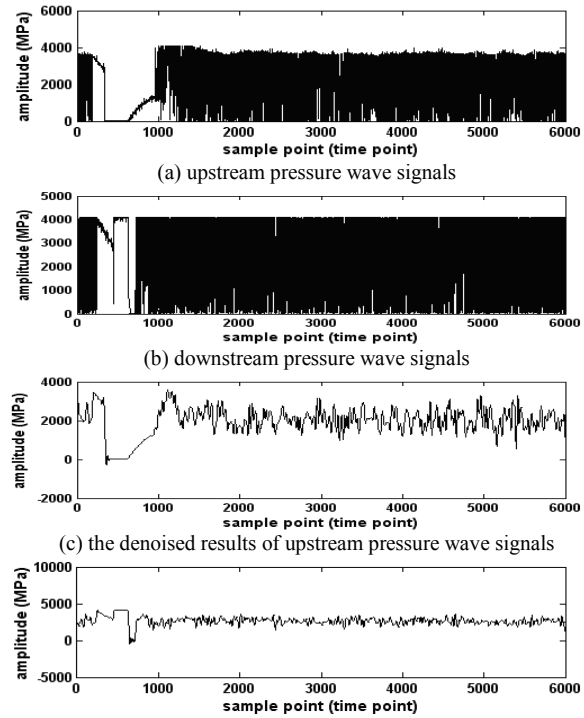 6000
4000
2000
0
amplitude (MPa)
0 1000 2000 3000 4000 5000 6000
sample point (time point)
(a) upstream pressure wave signals
5000
4000
3000
2000
1000
0
amplitude (MPa)
0 1000 2000 3000 4000 5000 6000
sample point (time point)
(b) downstream pressure wave signals
4000
2000
0
-2000
amplitude (MPa)
0 1000 2000 3000 4000 5000 6000
sample point (time point)
(c) the denoised results of upstream pressure wave signals
10000
5000
0
-5000
amplitude (MPa)
0 1000 2000 3000 4000 5000 6000
sample point (time point)